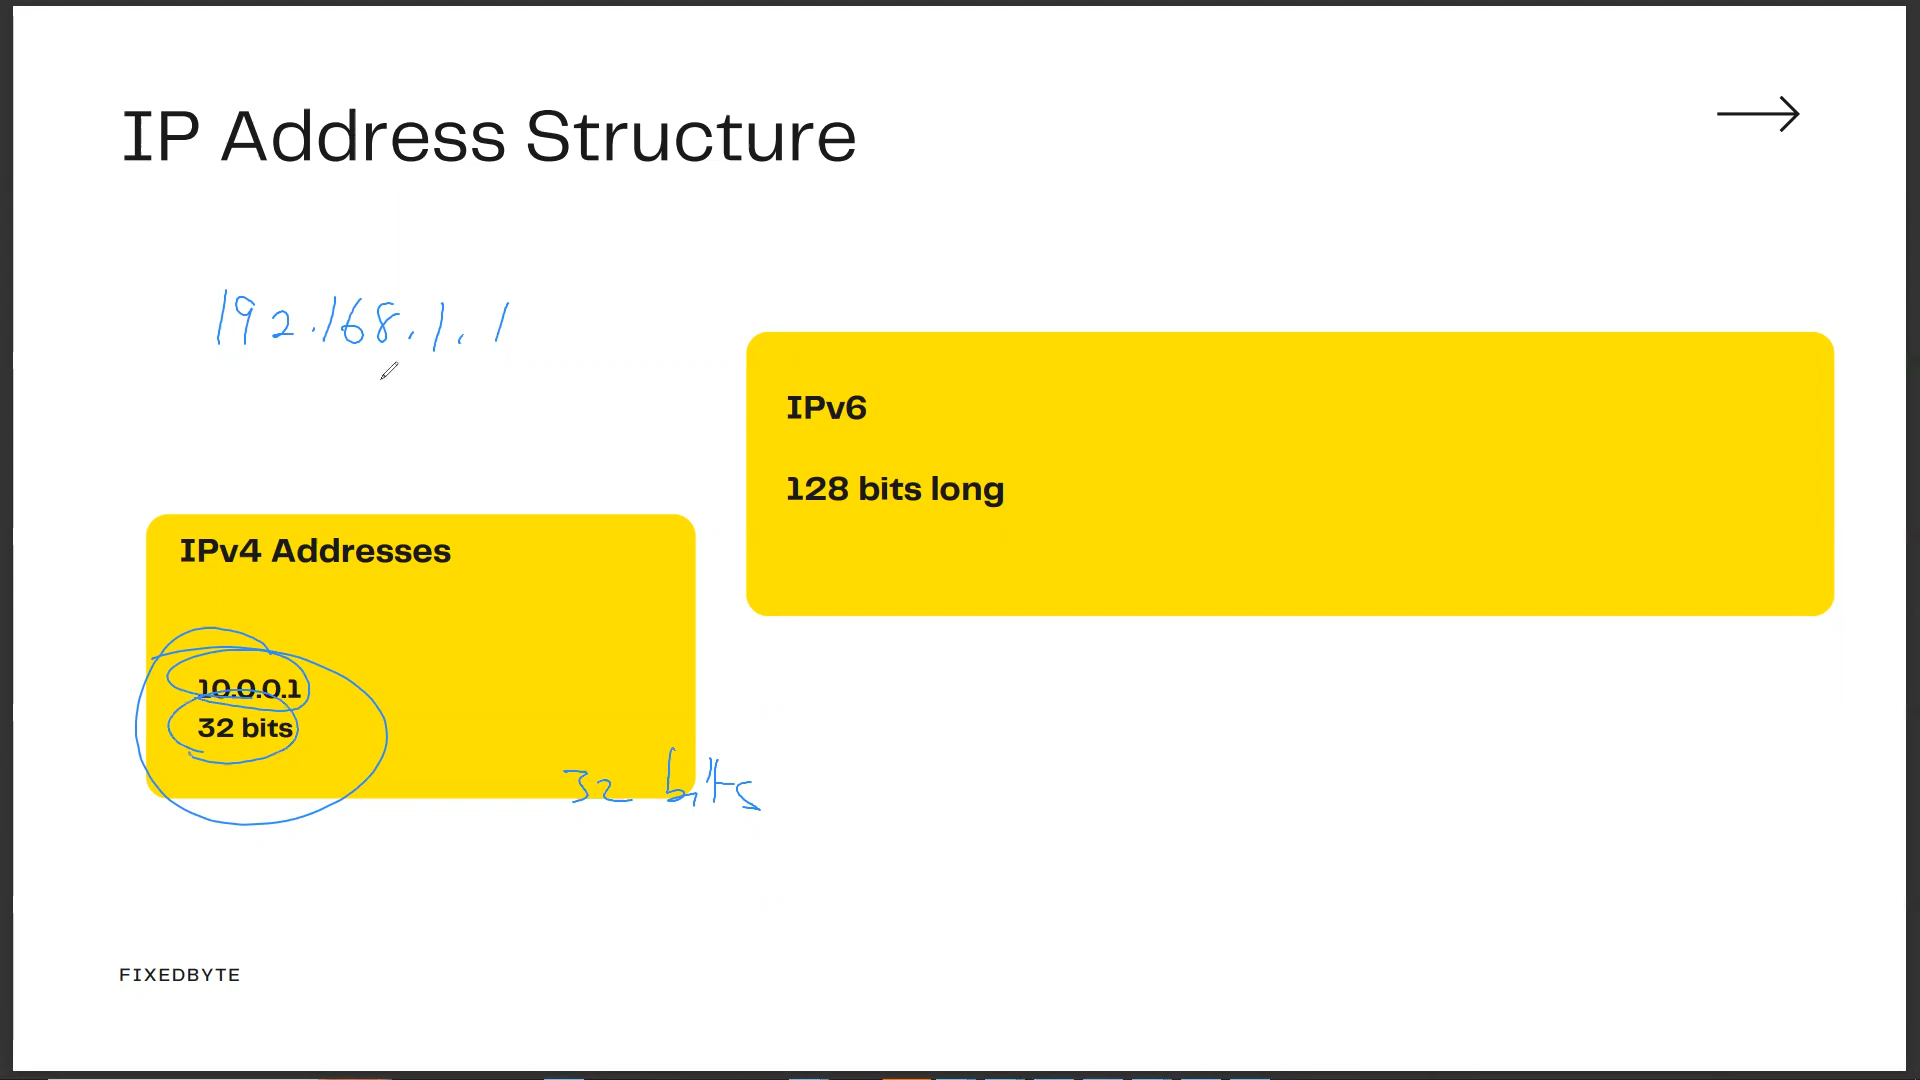 IP Address Structure
192.168.1.1
IPv6
128 bits long
IPv4 Addresses
10.0.0.1
32 bits
32 bits
FIXEDBYTE